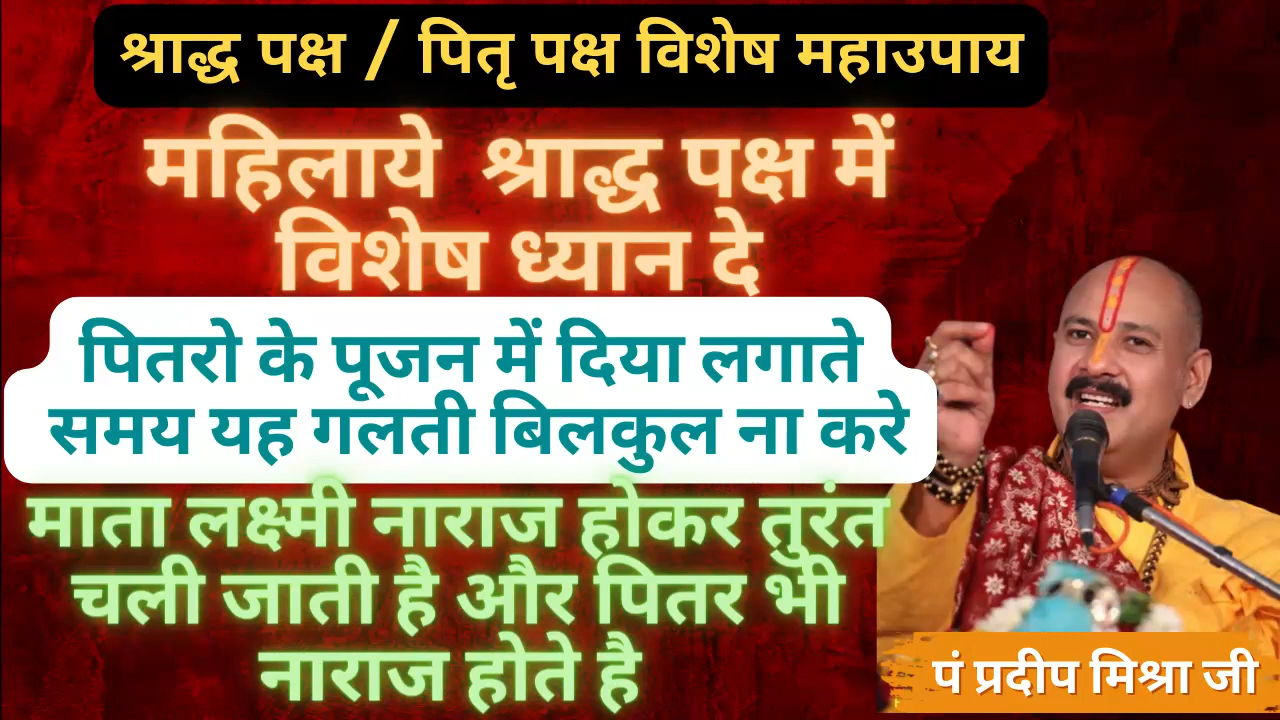 श्राद्ध पक्ष / पितृ पक्ष विशेष महाउपाय
महिलाये श्राद्ध पक्ष में
विशेष ध्यान दे
पितरो के पूजन में दिया लगाते
समय यह गलती बिलकुल ना करे
माता लक्ष्मी नाराज होकर तुरंत
चली जाती है और पितर भी
नाराज होते है
पं प्रदीप मिश्रा जी